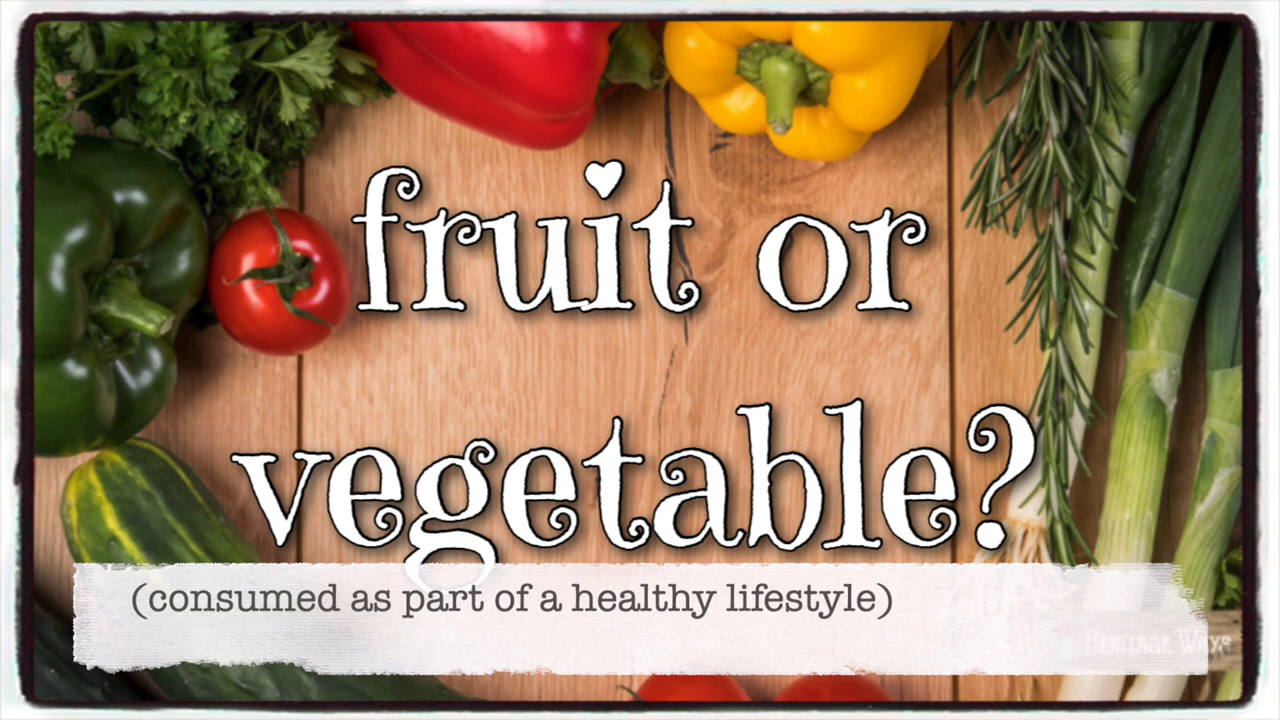 fruit or
vegetable?
(consumed as part of a healthy lifestyle)
HERITAGE WAYS